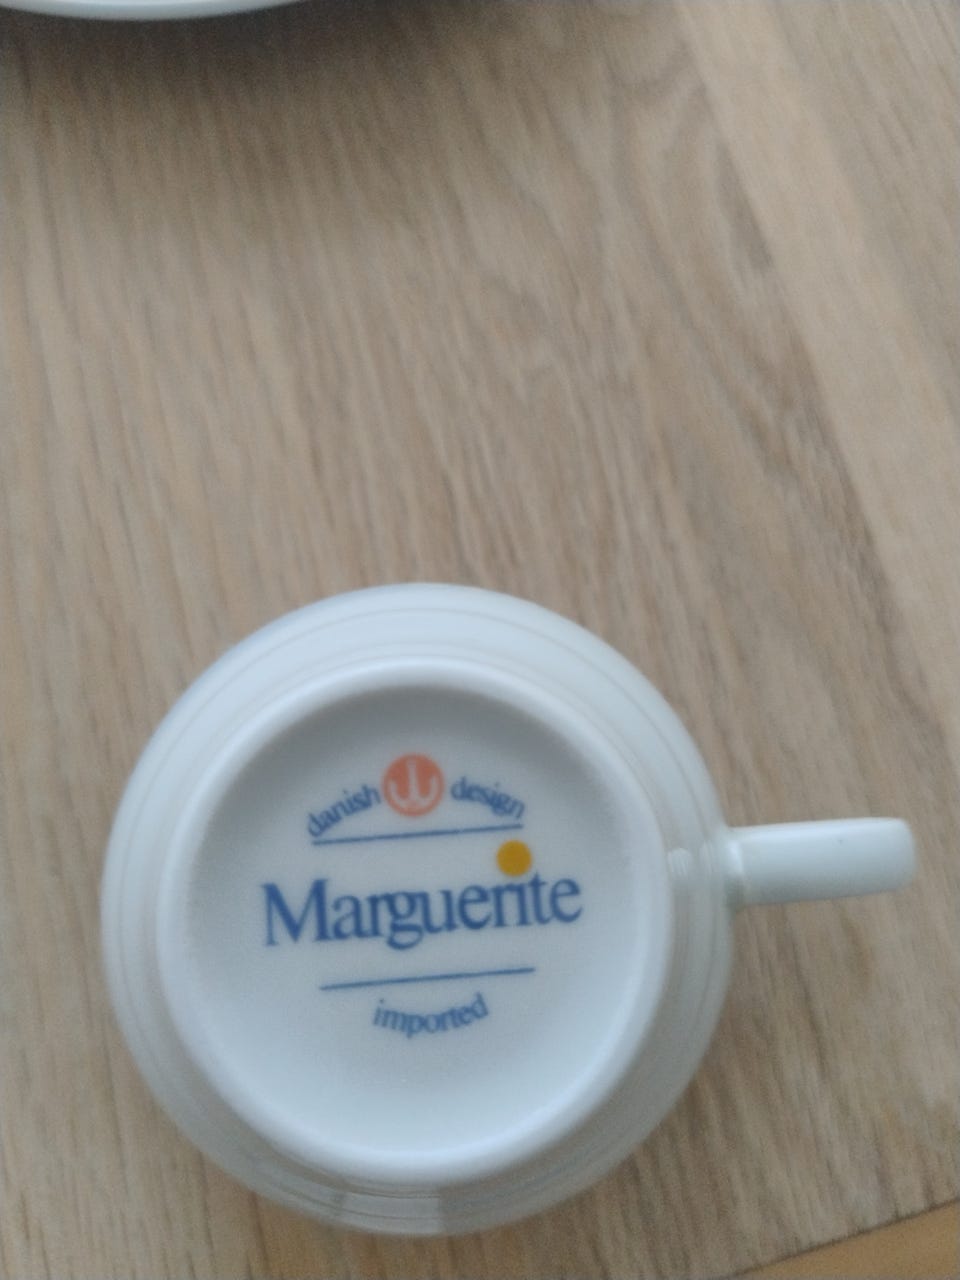 danish design
Marguerite
imported